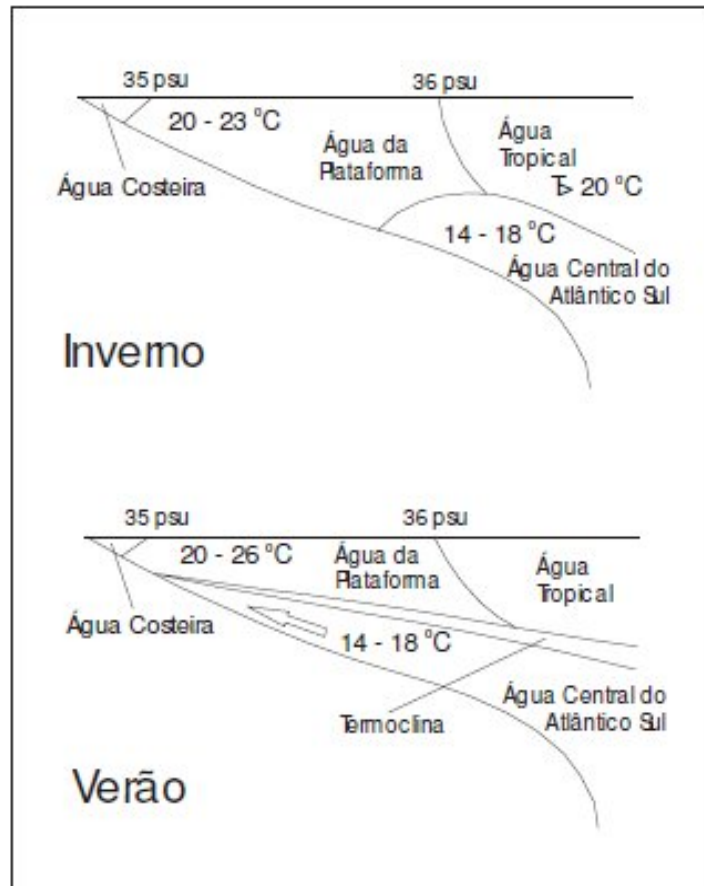 35 psu
36 psu
20 - 23 °C
Água da
Plataforma
Água
Tropical
T> 20 °C
Água Costeira
14 - 18 °C
Água Central do
Atlântico Sul
Inverno
35 psu
36 psu
20 - 26 °C
Água da
Plataforma
Água
Tropical
Água Costeira
14 - 18 °C
Água Central do
Atlântico Sul
Termoclina
Verão